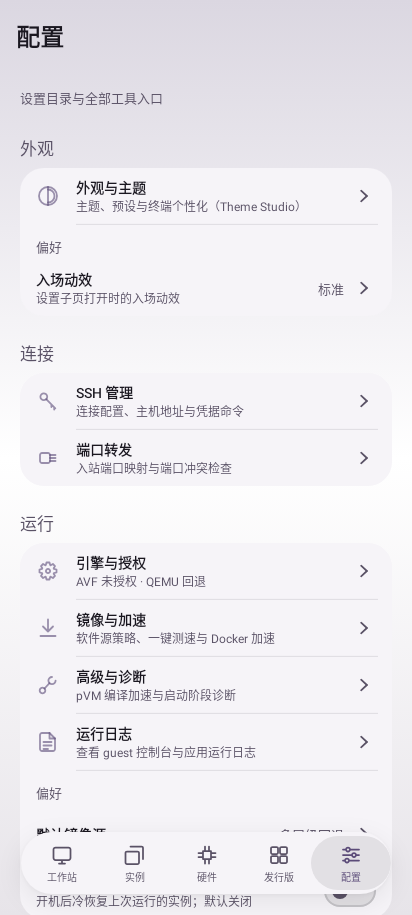 配置
设置目录与全部工具入口
外观
外观与主题
主题、预设与终端个性化（Theme Studio）
偏好
入场动效
设置子页打开时的入场动效
标准
连接
SSH 管理
连接配置、主机地址与凭据命令
端口转发
入站端口映射与端口冲突检查
运行
引擎与授权
AVF 未授权 · QEMU 回退
镜像与加速
软件源策略、一键测速与 Docker 加速
高级与诊断
pVM 编译加速与启动阶段诊断
运行日志
查看 guest 控制台与应用运行日志
偏好
工作站
实例
硬件
发行版
配置
开机后冷恢复上次运行的实例；默认关闭